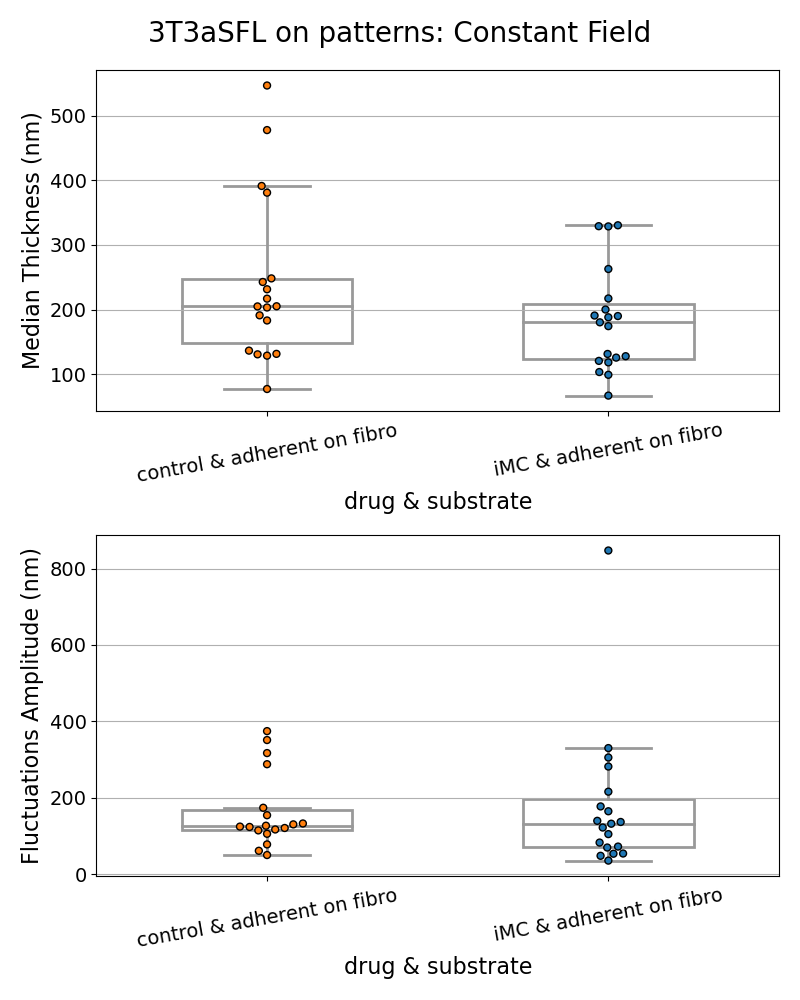 3T3aSFL on patterns: Constant Field
Median Thickness (nm)
500
400
300
200
100
control & adherent on fibro
iMC & adherent on fibro
drug & substrate
Fluctuations Amplitude (nm)
800
600
400
200
0
control & adherent on fibro
iMC & adherent on fibro
drug & substrate